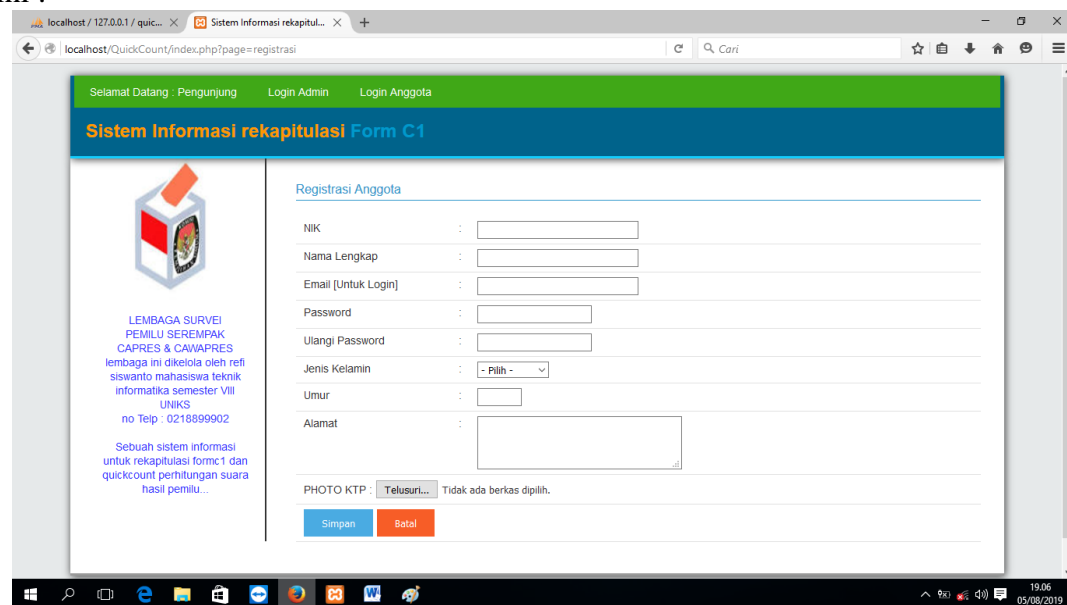 localhost / 127.0.0.1 / quic...
Sistem Informasi rekapitul...
localhost/QuickCount/index.php?page=registrasi
Cari
Selamat Datang : Pengunjung Login Admin Login Anggota
Sistem Informasi rekapitulasi Form C1
LEMBAGA SURVEI
PEMILU SEREMPAK
CAPRES & CAWAPRES
lembaga ini dikelola oleh refi
siswanto mahasiswa teknik
informatika semester VIII
UNIKS
no Telp : 0218899902
Sebuah sistem informasi
untuk rekapitulasi formc1 dan
quickcount perhitungan suara
hasil pemilu...
Registrasi Anggota
NIK :
Nama Lengkap :
Email [Untuk Login] :
Password :
Ulangi Password :
Jenis Kelamin : - Pilih -
Umur :
Alamat :
PHOTO KTP : Telusuri... Tidak ada berkas dipilih.
Simpan Batal
19.06
05/08/2019